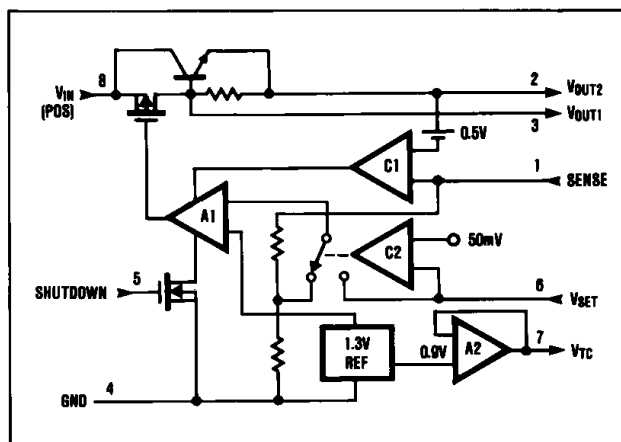 8
VIN
(POS)
2
VOUT2
3
VOUT1
0.5V
C1
1
SENSE
A1
C2
50mV
5
SHUTDOWN
6
VSET
1.3V
REF
0.9V
A2
7
VTC
4
GND